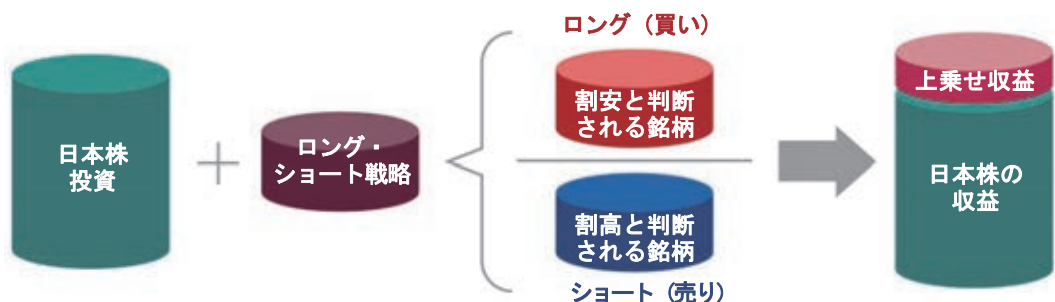 日本株
投資
ロング・
ショート戦略
ロング（買い）
割安と判断
される銘柄
割高と判断
される銘柄
ショート（売り）
上乗せ収益
日本株の
収益